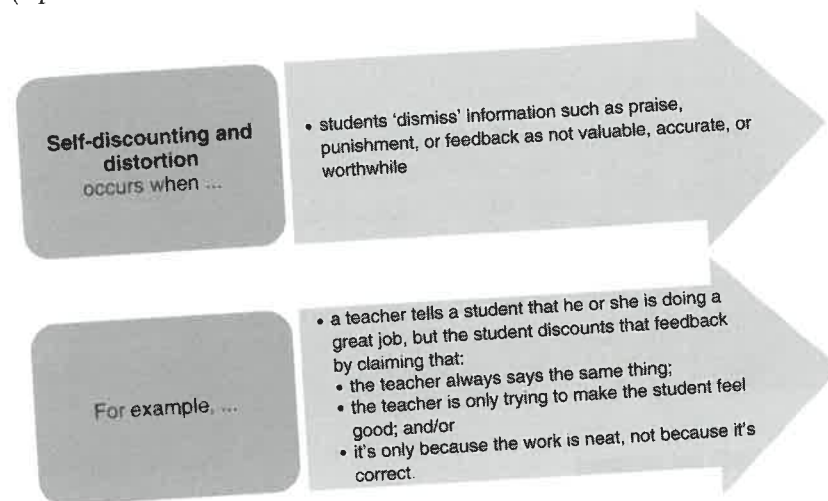 Self-discounting and
distortion
occurs when ...
• students 'dismiss' information such as praise,
punishment, or feedback as not valuable, accurate, or
worthwhile
For example, ...
• a teacher tells a student that he or she is doing a
great job, but the student discounts that feedback
by claiming that:
• the teacher always says the same thing;
• the teacher is only trying to make the student feel
good; and/or
• it's only because the work is neat, not because it's
correct.